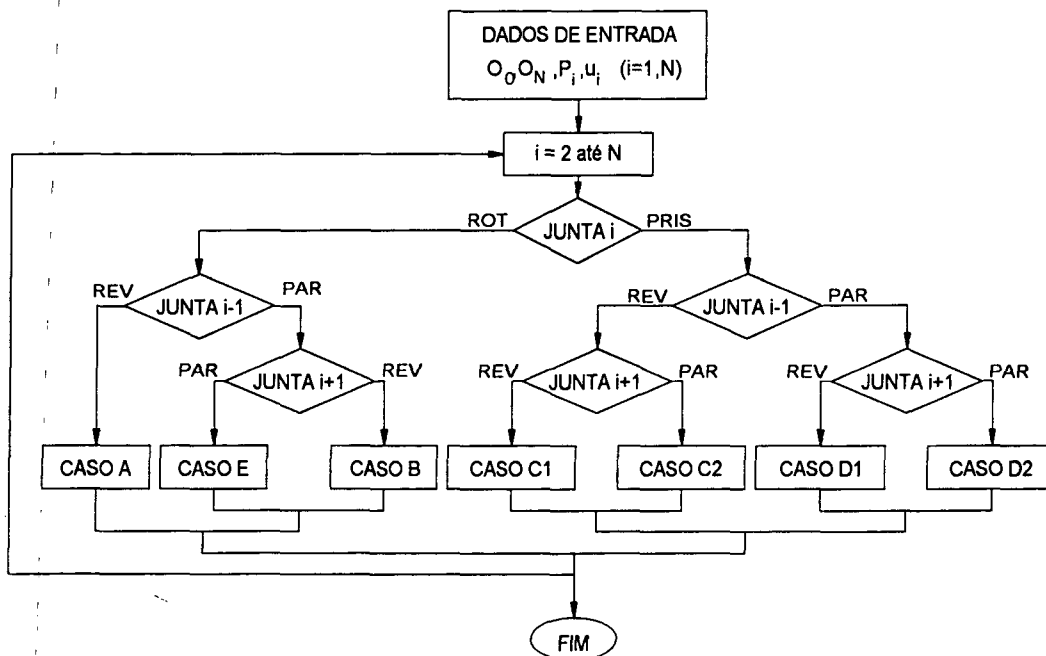 DADOS DE ENTRADA
O0,ON ,Pi,ui (i=1,N)
i = 2 até N
ROT
JUNTA i
PRIS
REV
JUNTA i-1
PAR
REV
JUNTA i-1
PAR
PAR
JUNTA i+1
REV
REV
JUNTA i+1
PAR
REV
JUNTA i+1
PAR
CASO A
CASO E
CASO B
CASO C1
CASO C2
CASO D1
CASO D2
FIM